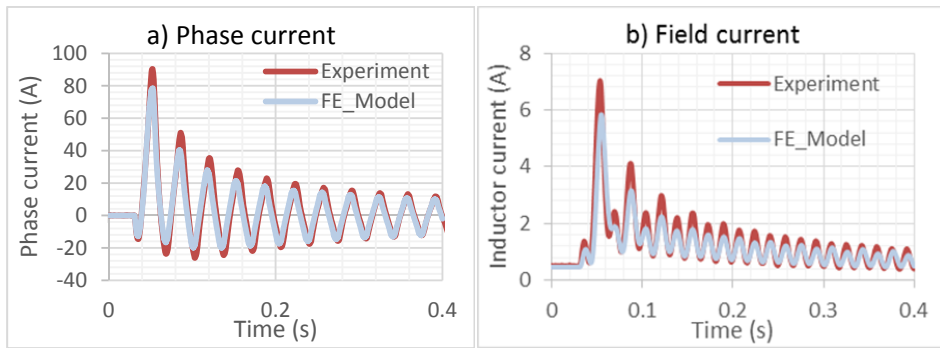 a) Phase current
Phase current (A)
100
80
60
40
20
0
-20
-40
Experiment
FE_Model
0
0.2
0.4
Time (s)
b) Field current
Inductor current (A)
8
6
4
2
0
Experiment
FE_Model
0
0.1
0.2
0.3
0.4
Time (s)